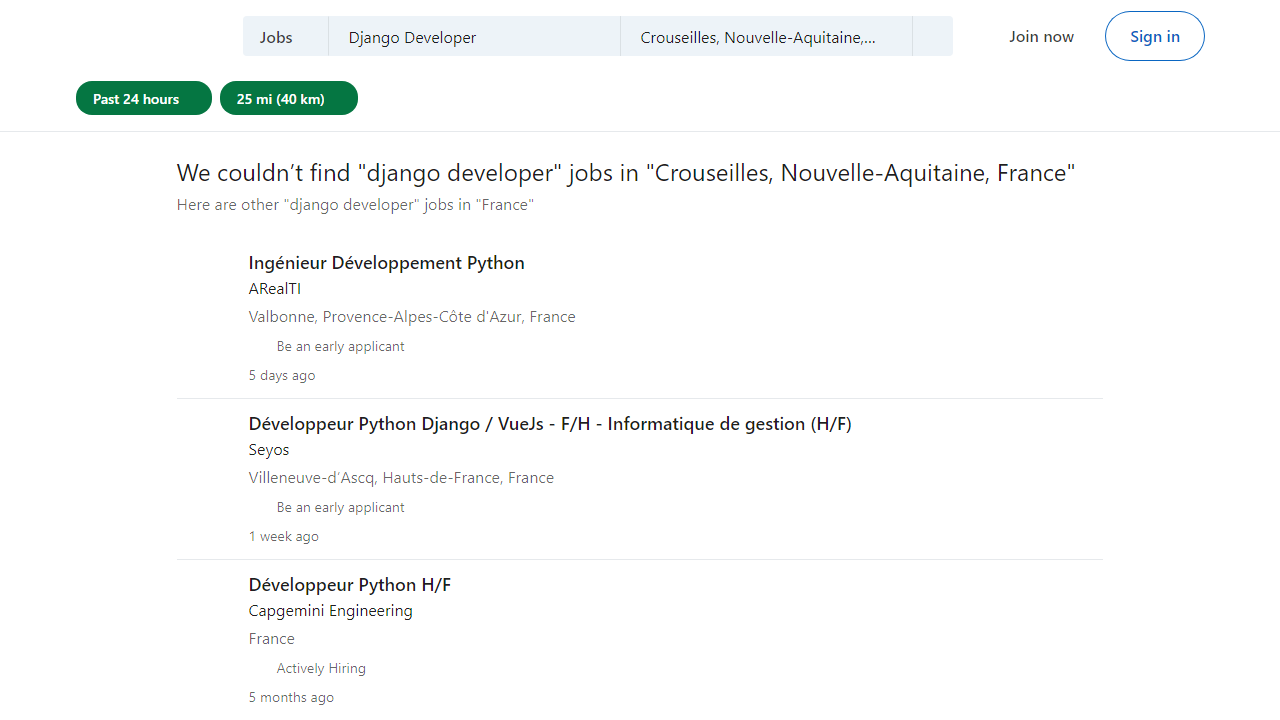 Jobs
Django Developer
Crouseilles, Nouvelle-Aquitaine,...
Join now
Sign in
Past 24 hours
25 mi (40 km)
We couldn’t find "django developer" jobs in "Crouseilles, Nouvelle-Aquitaine, France"
Here are other "django developer" jobs in "France"
Ingénieur Développement Python
ARealTI
Valbonne, Provence-Alpes-Côte d'Azur, France
Be an early applicant
5 days ago
Développeur Python Django / VueJs - F/H - Informatique de gestion (H/F)
Seyos
Villeneuve-d’Ascq, Hauts-de-France, France
Be an early applicant
1 week ago
Développeur Python H/F
Capgemini Engineering
France
Actively Hiring
5 months ago